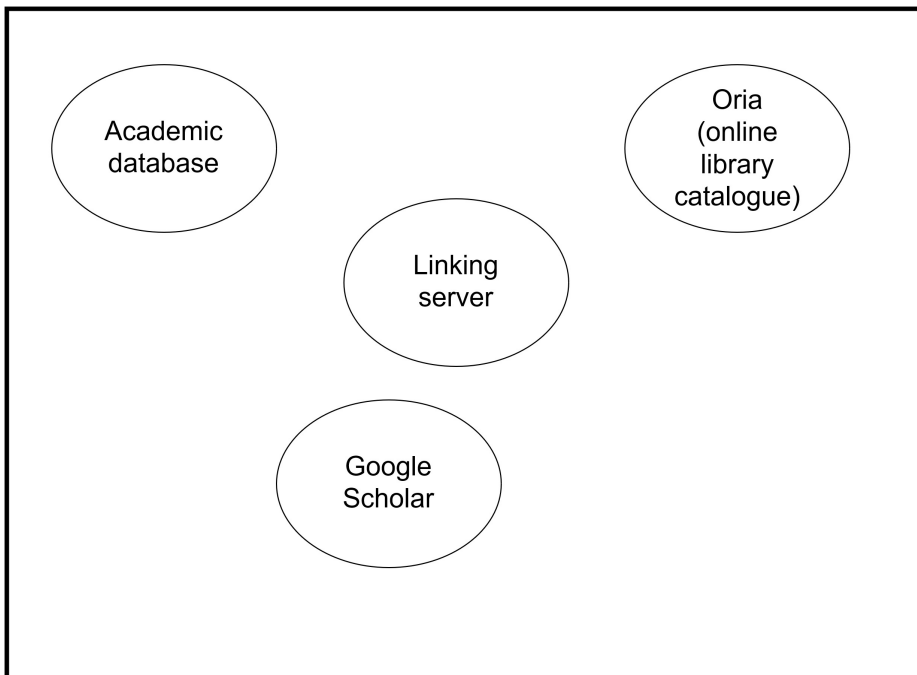 Academic
database
Oria
(online
library
catalogue)
Linking
server
Google
Scholar